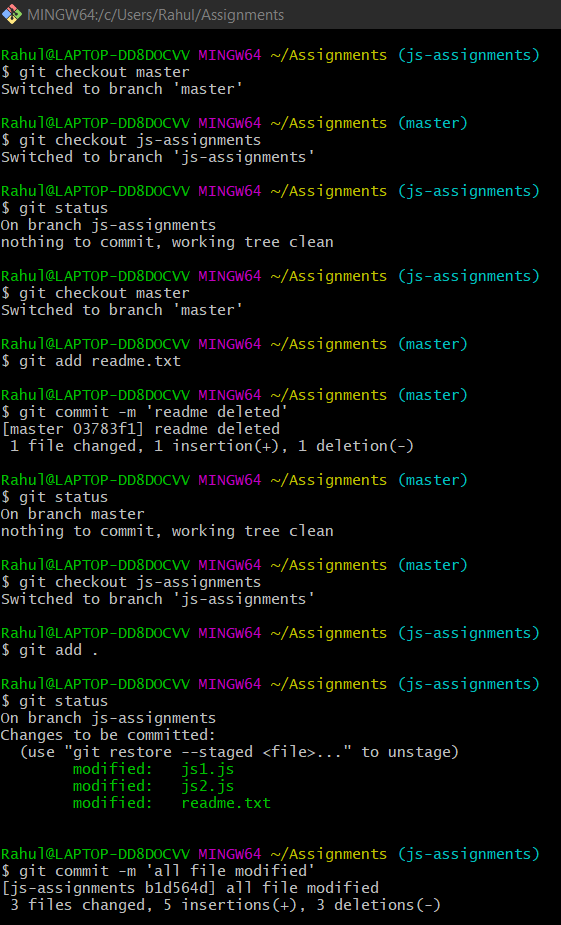 MINGW64:/c/Users/Rahul/Assignments
Rahul@LAPTOP-DD8DOCVV MINGW64 ~/Assignments (js-assignments)
$ git checkout master
Switched to branch 'master'
Rahul@LAPTOP-DD8DOCVV MINGW64 ~/Assignments (master)
$ git checkout js-assignments
Switched to branch 'js-assignments'
Rahul@LAPTOP-DD8DOCVV MINGW64 ~/Assignments (js-assignments)
$ git status
On branch js-assignments
nothing to commit, working tree clean
Rahul@LAPTOP-DD8DOCVV MINGW64 ~/Assignments (js-assignments)
$ git checkout master
Switched to branch 'master'
Rahul@LAPTOP-DD8DOCVV MINGW64 ~/Assignments (master)
$ git add readme.txt
Rahul@LAPTOP-DD8DOCVV MINGW64 ~/Assignments (master)
$ git commit -m 'readme deleted'
[master 03783f1] readme deleted
 1 file changed, 1 insertion(+), 1 deletion(-)
Rahul@LAPTOP-DD8DOCVV MINGW64 ~/Assignments (master)
$ git status
On branch master
nothing to commit, working tree clean
Rahul@LAPTOP-DD8DOCVV MINGW64 ~/Assignments (master)
$ git checkout js-assignments
Switched to branch 'js-assignments'
Rahul@LAPTOP-DD8DOCVV MINGW64 ~/Assignments (js-assignments)
$ git add .
Rahul@LAPTOP-DD8DOCVV MINGW64 ~/Assignments (js-assignments)
$ git status
On branch js-assignments
Changes to be committed:
  (use "git restore --staged <file>..." to unstage)
        modified:   js1.js
        modified:   js2.js
        modified:   readme.txt
Rahul@LAPTOP-DD8DOCVV MINGW64 ~/Assignments (js-assignments)
$ git commit -m 'all file modified'
[js-assignments b1d564d] all file modified
 3 files changed, 5 insertions(+), 3 deletions(-)